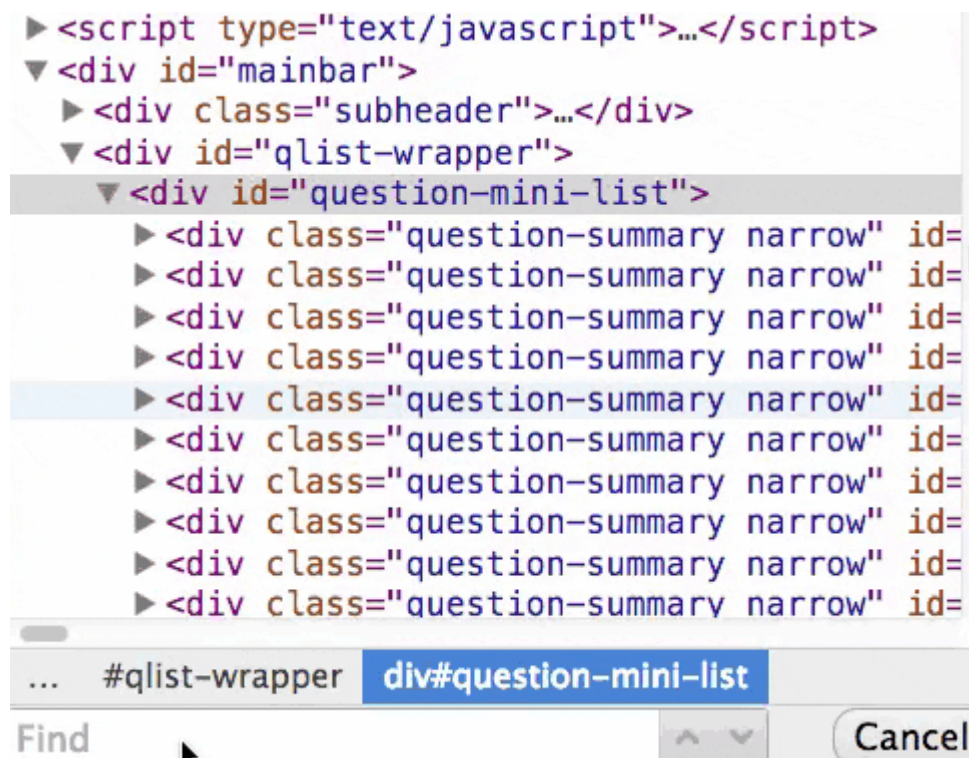 ▶<script type="text/javascript">…</script>
▼<div id="mainbar">
▶<div class="subheader">…</div>
▼<div id="qlist-wrapper">
▼<div id="question-mini-list">
▶<div class="question-summary narrow" id=
▶<div class="question-summary narrow" id=
▶<div class="question-summary narrow" id=
▶<div class="question-summary narrow" id=
▶<div class="question-summary narrow" id=
▶<div class="question-summary narrow" id=
▶<div class="question-summary narrow" id=
▶<div class="question-summary narrow" id=
▶<div class="question-summary narrow" id=
▶<div class="question-summary narrow" id=
... #qlist-wrapper div#question-mini-list
Find Cancel